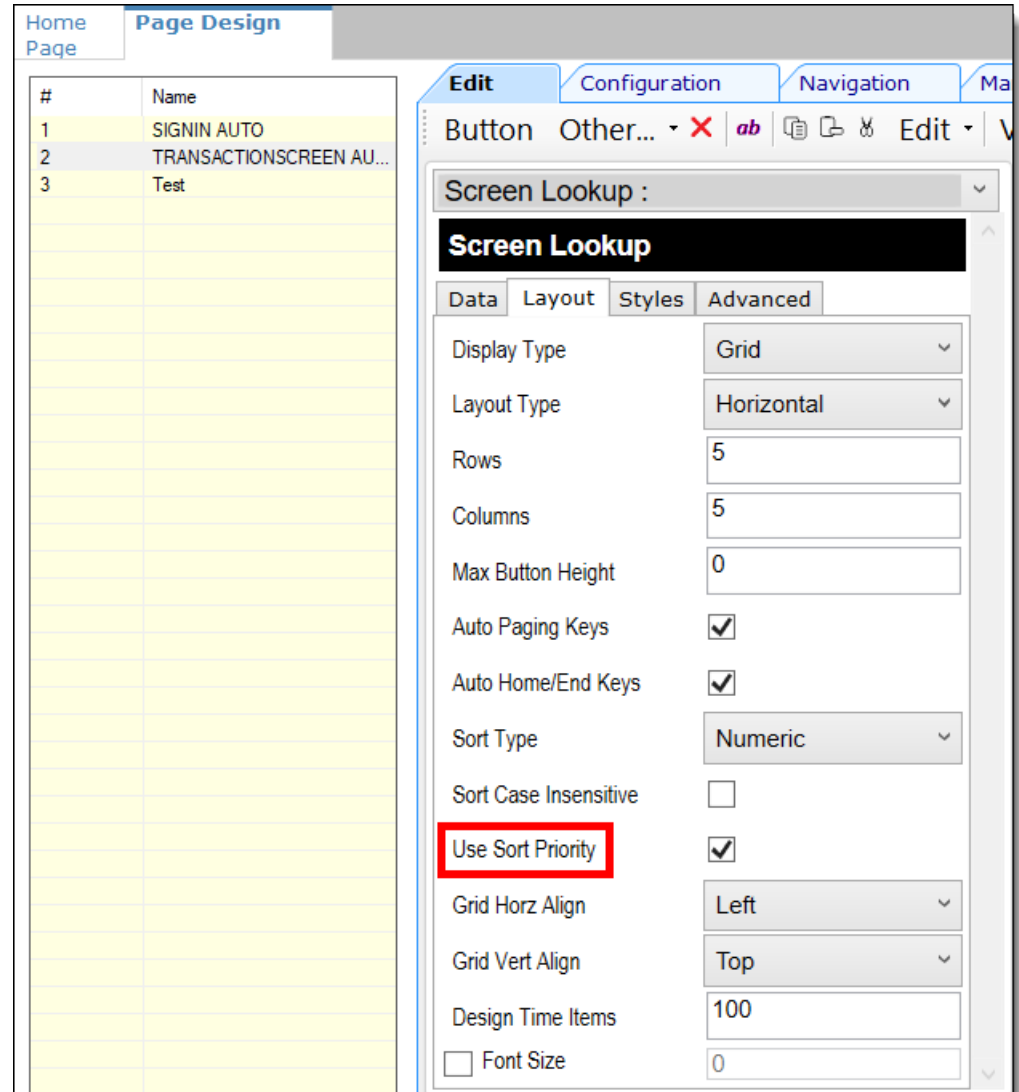 Home Page
Page Design
# Name
1 SIGNIN AUTO
2 TRANSACTIONSCREEN AU...
3 Test
Edit Configuration Navigation Ma
Button Other... ab Edit V
Screen Lookup :
Screen Lookup
Data Layout Styles Advanced
Display Type Grid
Layout Type Horizontal
Rows 5
Columns 5
Max Button Height 0
Auto Paging Keys
Auto Home/End Keys
Sort Type Numeric
Sort Case Insensitive
Use Sort Priority
Grid Horz Align Left
Grid Vert Align Top
Design Time Items 100
Font Size 0